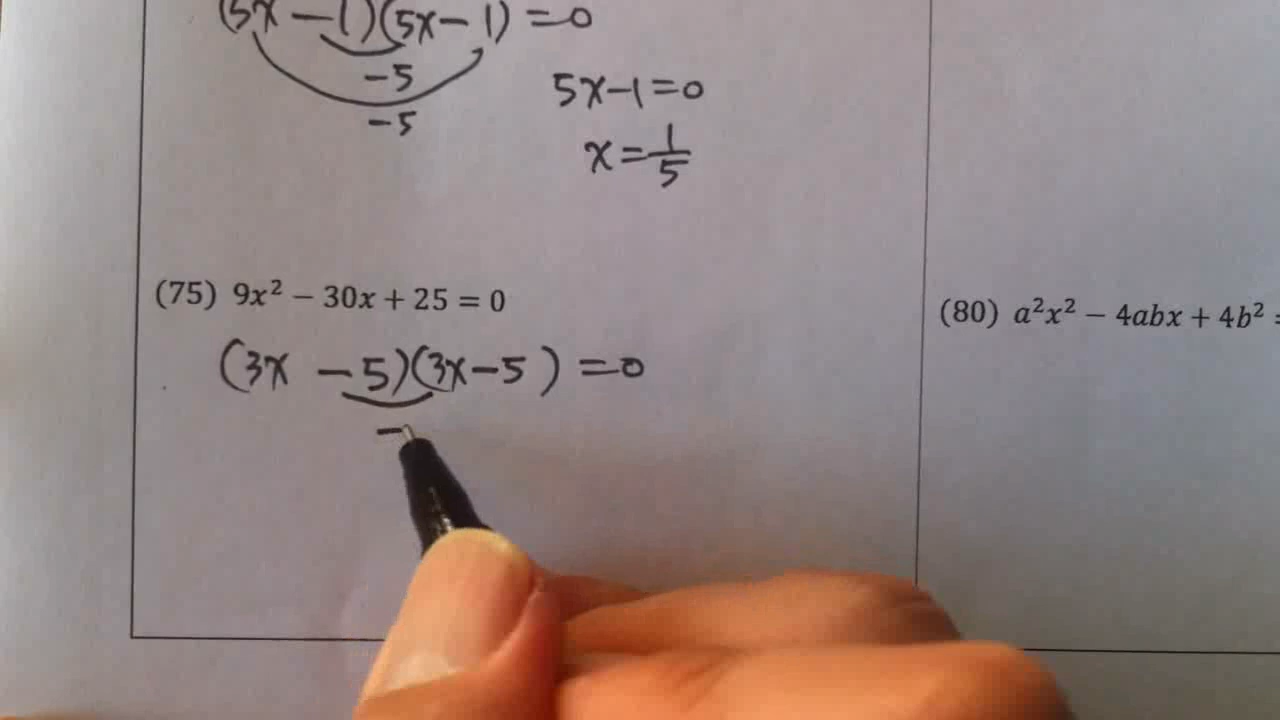 (5x − 1)(5x − 1) = 0
−5
−5
5x − 1 = 0
x = 1/5
(75) 9x² − 30x + 25 = 0
(3x − 5)(3x − 5) = 0
−
(80) a²x² − 4abx + 4b² =